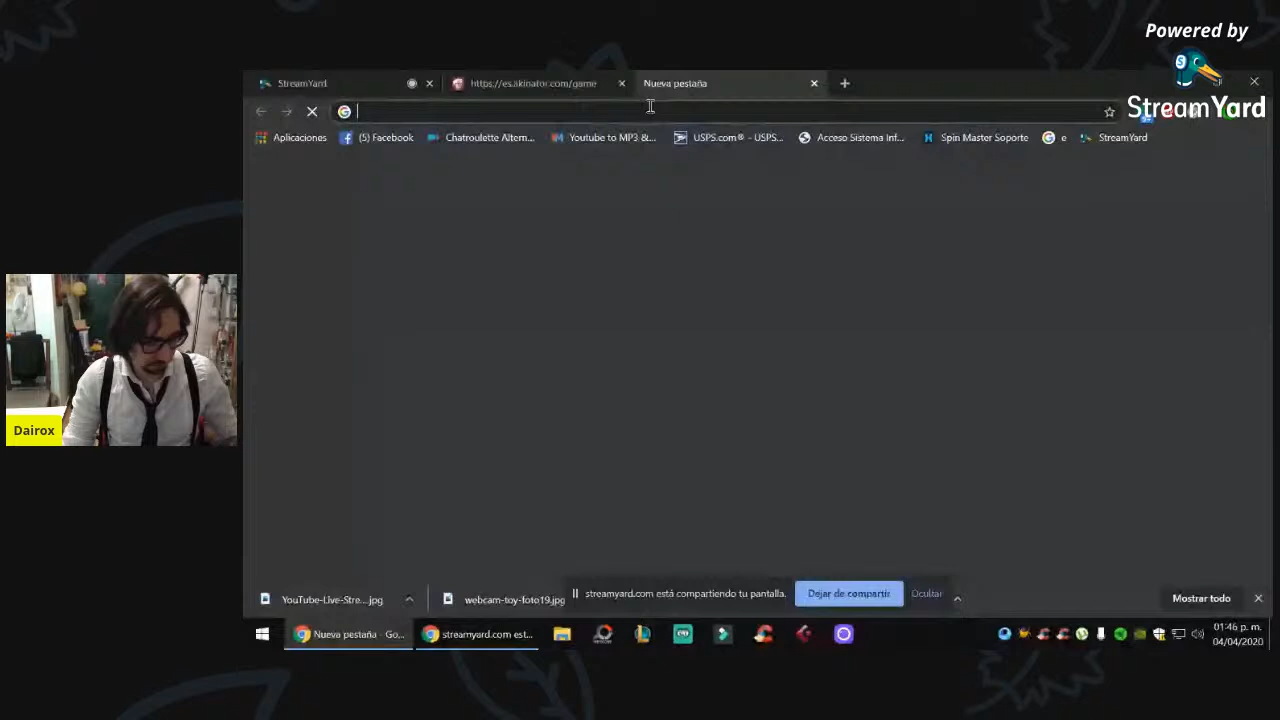 Powered by
StreamYard
StreamYard
https://es.akinator.com/game
Nueva pestaña
Aplicaciones
(5) Facebook
Chatroulette Altern...
Youtube to MP3 &...
USPS.com® - USPS...
Acceso Sistema Inf...
Spin Master Soporte
e
StreamYard
Dairox
YouTube-Live-Stre....jpg
webcam-toy-foto19.jpg
streamyard.com está compartiendo tu pantalla.
Dejar de compartir
Ocultar
Mostrar todo
Nueva pestaña - Go...
streamyard.com est...
01:46 p. m.
04/04/2020